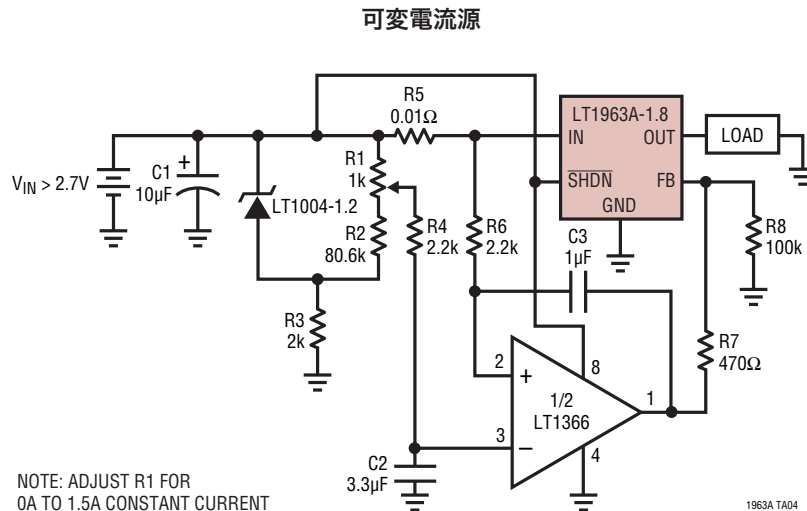 可変電流源
R5
0.01Ω
LT1963A-1.8
IN
OUT
LOAD
R1
1k
C1
10µF
+
VIN > 2.7V
SHDN
FB
LT1004-1.2
GND
R4
2.2k
R6
2.2k
R2
80.6k
C3
1µF
R8
100k
R3
2k
R7
470Ω
2
+
8
1/2
LT1366
1
3
–
4
C2
3.3µF
NOTE: ADJUST R1 FOR
0A TO 1.5A CONSTANT CURRENT
1963A TA04